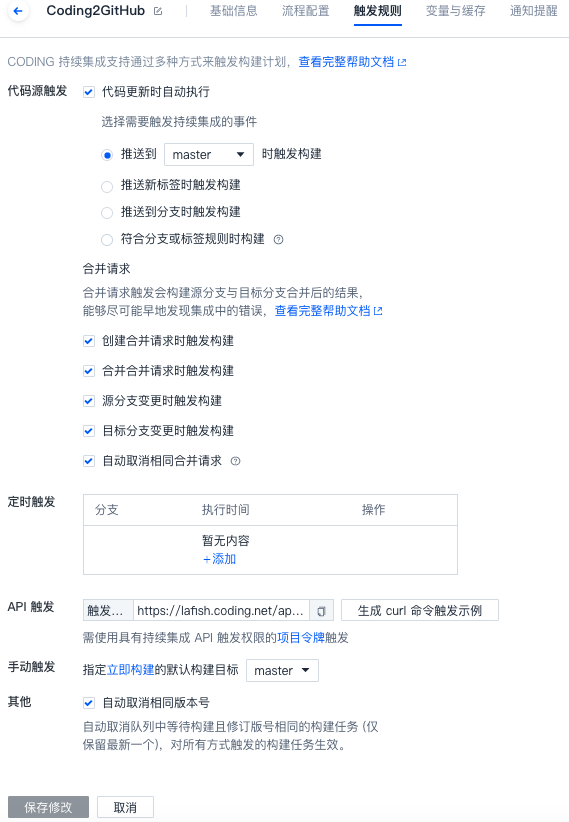 Coding2GitHub 基础信息 流程配置 触发规则 变量与缓存 通知提醒
CODING 持续集成支持通过多种方式来触发构建计划，查看完整帮助文档
代码源触发 代码更新时自动执行
选择需要触发持续集成的事件
推送到 master 时触发构建
推送新标签时触发构建
推送到分支时触发构建
符合分支或标签规则时构建 ?
合并请求
合并请求触发会构建源分支与目标分支合并后的结果，
能够尽可能早地发现集成中的错误，查看完整帮助文档
创建合并请求时触发构建
合并合并请求时触发构建
源分支变更时触发构建
目标分支变更时触发构建
自动取消相同合并请求 ?
定时触发 分支 执行时间 操作
暂无内容
+添加
API 触发 触发... https://lafish.coding.net/ap... 生成 curl 命令触发示例
需使用具有持续集成 API 触发权限的项目令牌触发
手动触发 指定立即构建的默认构建目标 master
其他 自动取消相同版本号
自动取消队列中等待构建且修订版号相同的构建任务 (仅
保留最新一个)，对所有方式触发的构建任务生效。
保存修改 取消